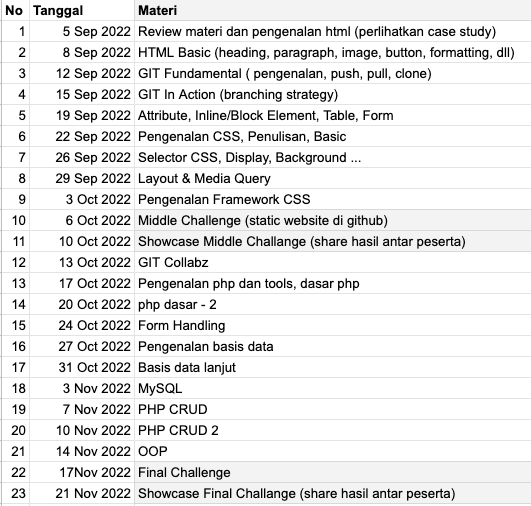 No Tanggal Materi
1 5 Sep 2022 Review materi dan pengenalan html (perlihatkan case study)
2 8 Sep 2022 HTML Basic (heading, paragraph, image, button, formatting, dll)
3 12 Sep 2022 GIT Fundamental ( pengenalan, push, pull, clone)
4 15 Sep 2022 GIT In Action (branching strategy)
5 19 Sep 2022 Attribute, Inline/Block Element, Table, Form
6 22 Sep 2022 Pengenalan CSS, Penulisan, Basic
7 26 Sep 2022 Selector CSS, Display, Background ...
8 29 Sep 2022 Layout & Media Query
9 3 Oct 2022 Pengenalan Framework CSS
10 6 Oct 2022 Middle Challenge (static website di github)
11 10 Oct 2022 Showcase Middle Challange (share hasil antar peserta)
12 13 Oct 2022 GIT Collabz
13 17 Oct 2022 Pengenalan php dan tools, dasar php
14 20 Oct 2022 php dasar - 2
15 24 Oct 2022 Form Handling
16 27 Oct 2022 Pengenalan basis data
17 31 Oct 2022 Basis data lanjut
18 3 Nov 2022 MySQL
19 7 Nov 2022 PHP CRUD
20 10 Nov 2022 PHP CRUD 2
21 14 Nov 2022 OOP
22 17Nov 2022 Final Challenge
23 21 Nov 2022 Showcase Final Challange (share hasil antar peserta)